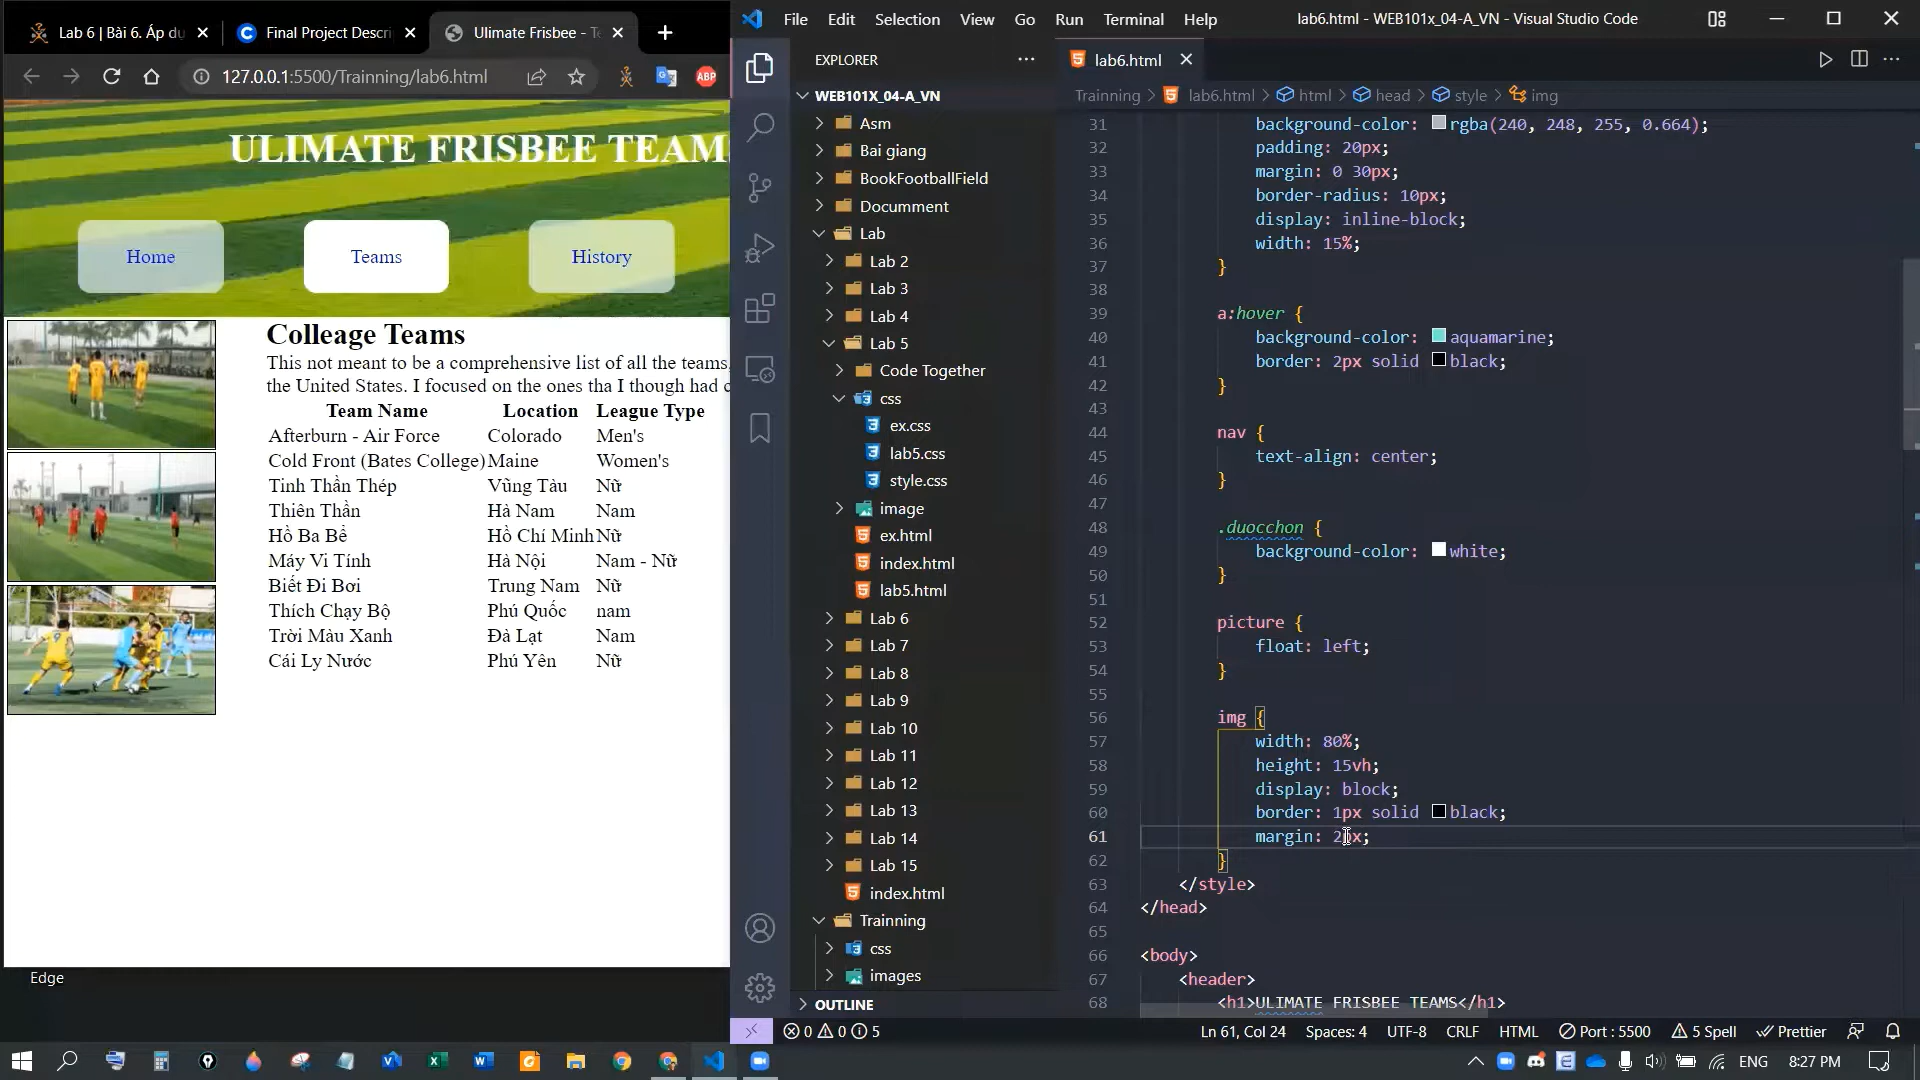 Lab 6 | Bài 6. Áp dụ
Final Project Descri
Ulimate Frisbee - Te
127.0.0.1:5500/Trainning/lab6.html
ABP
ULIMATE FRISBEE TEAMS
Home
Teams
History
Colleage Teams
This not meant to be a comprehensive list of all the teams,
the United States. I focused on the ones tha I though had c
Team Name Location League Type
Afterburn - Air Force Colorado Men's
Cold Front (Bates College) Maine Women's
Tinh Thần Thép Vũng Tàu Nữ
Thiên Thần Hà Nam Nam
Hồ Ba Bể Hồ Chí Minh Nữ
Máy Vi Tính Hà Nội Nam - Nữ
Biết Đi Bơi Trung Nam Nữ
Thích Chạy Bộ Phú Quốc nam
Trời Màu Xanh Đà Lạt Nam
Cái Ly Nước Phú Yên Nữ
Edge
File Edit Selection View Go Run Terminal Help
lab6.html - WEB101x_04-A_VN - Visual Studio Code
EXPLORER
WEB101X_04-A_VN
Asm
Bai giang
BookFootballField
Documment
Lab
Lab 2
Lab 3
Lab 4
Lab 5
Code Together
css
ex.css
lab5.css
style.css
image
ex.html
index.html
lab5.html
Lab 6
Lab 7
Lab 8
Lab 9
Lab 10
Lab 11
Lab 12
Lab 13
Lab 14
Lab 15
index.html
Trainning
css
images
OUTLINE
lab6.html
Trainning > lab6.html > html > head > style > img
31 background-color: rgba(240, 248, 255, 0.664);
32 padding: 20px;
33 margin: 0 30px;
34 border-radius: 10px;
35 display: inline-block;
36 width: 15%;
37 }
38
39 a:hover {
40 background-color: aquamarine;
41 border: 2px solid black;
42 }
43
44 nav {
45 text-align: center;
46 }
47
48 .duocchon {
49 background-color: white;
50 }
51
52 picture {
53 float: left;
54 }
55
56 img {
57 width: 80%;
58 height: 15vh;
59 display: block;
60 border: 1px solid black;
61 margin: 2px;
62 }
63 </style>
64 </head>
65
66 <body>
67 <header>
68 <h1>ULIMATE FRISBEE TEAMS</h1>
0 0 5
Ln 61, Col 24 Spaces: 4 UTF-8 CRLF HTML Port : 5500 5 Spell Prettier
ENG 8:27 PM